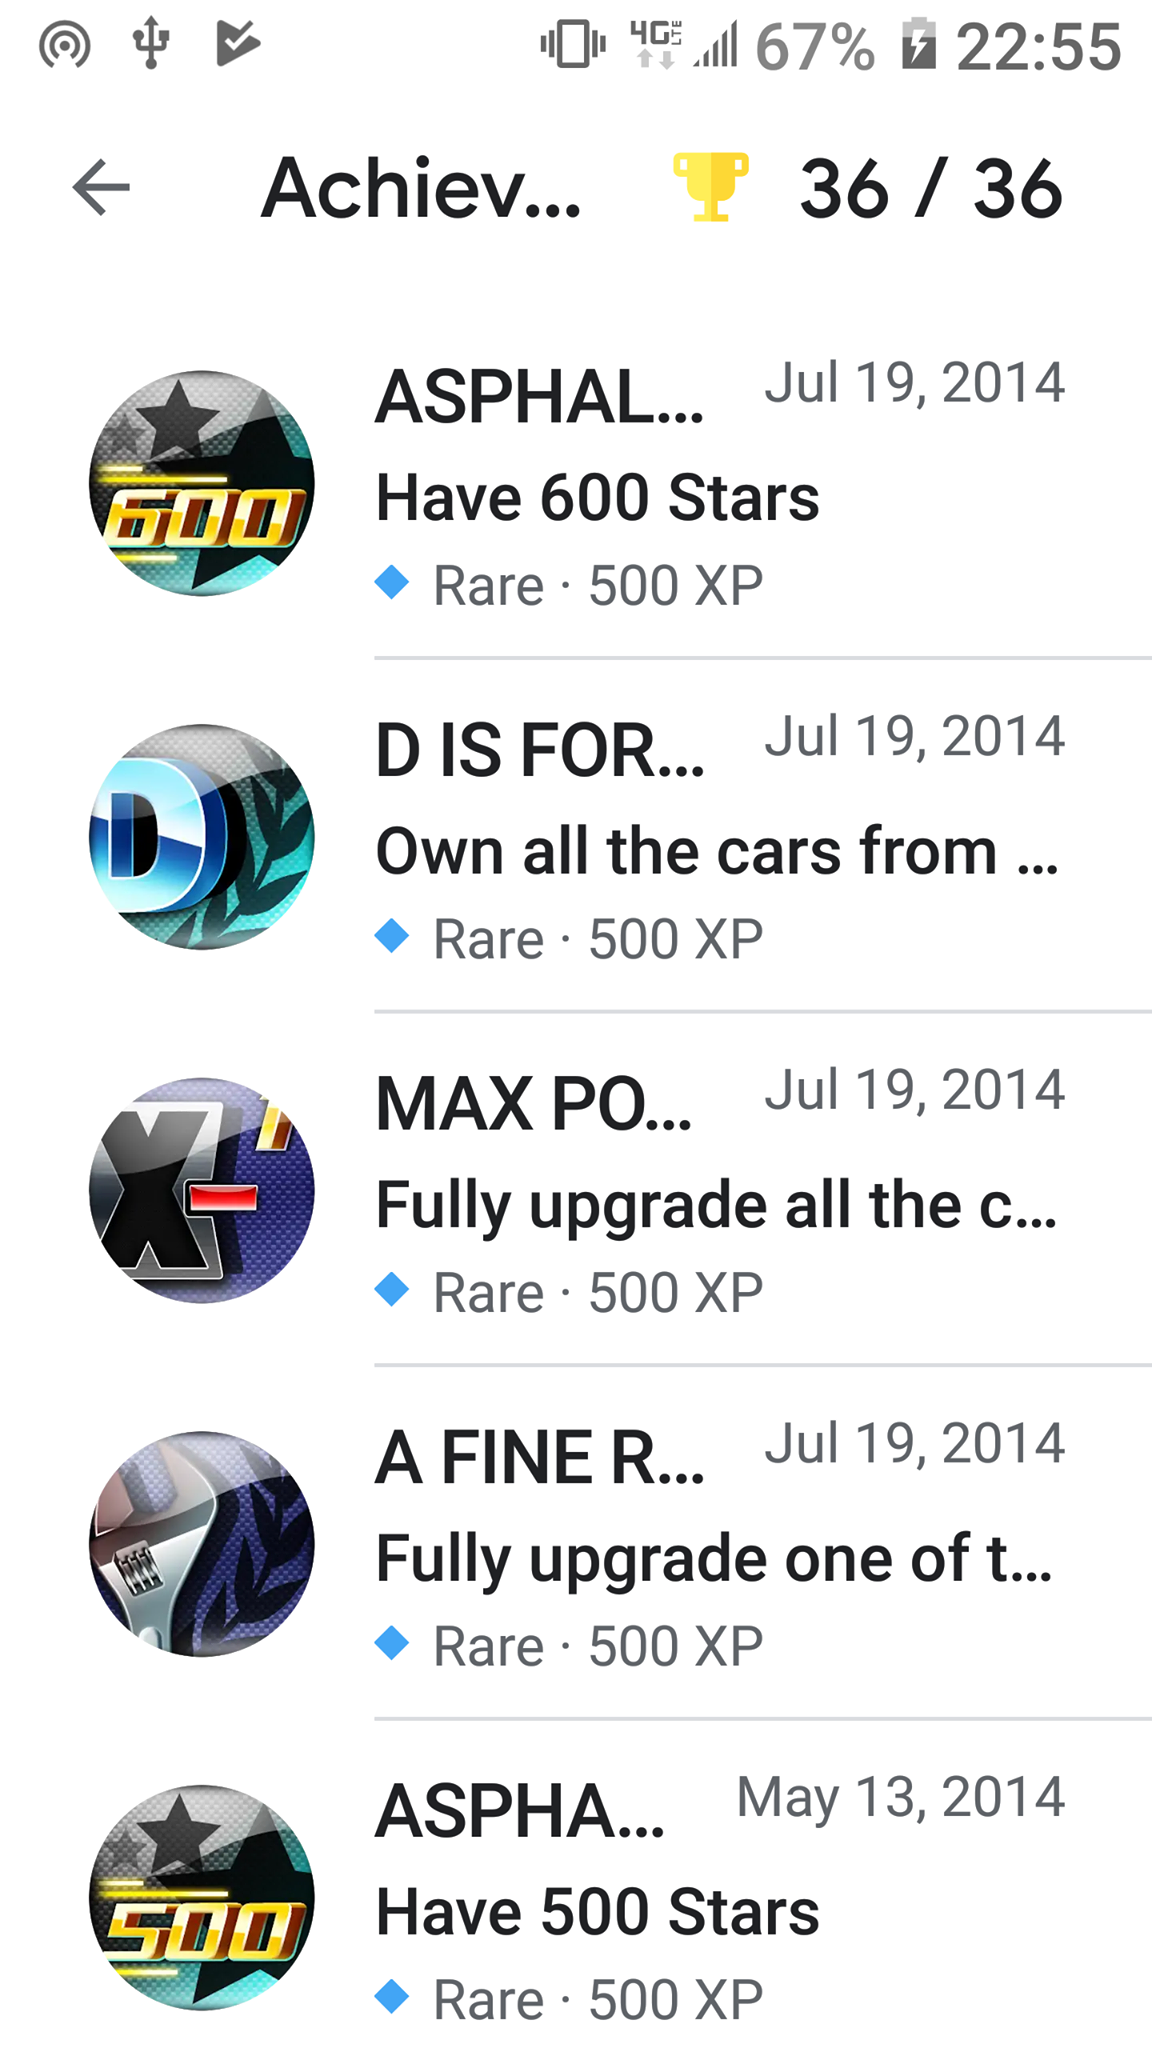 4G LTE 67% 22:55
Achiev... 36 / 36
ASPHAL... Jul 19, 2014
Have 600 Stars
Rare · 500 XP
600
D IS FOR... Jul 19, 2014
Own all the cars from ...
Rare · 500 XP
D
MAX PO... Jul 19, 2014
Fully upgrade all the c...
Rare · 500 XP
X-
A FINE R... Jul 19, 2014
Fully upgrade one of t...
Rare · 500 XP
ASPHA... May 13, 2014
Have 500 Stars
Rare · 500 XP
500